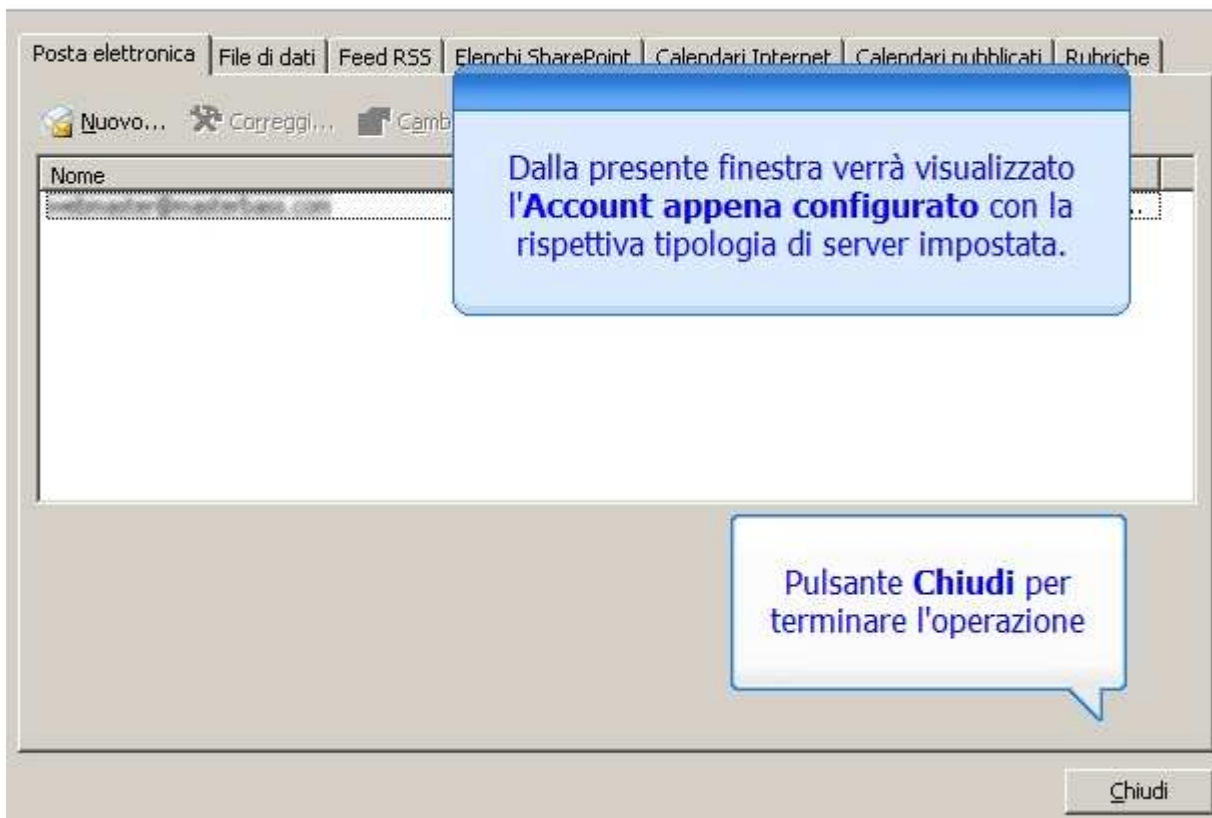 Posta elettronica File di dati Feed RSS Elenchi SharePoint Calendari Internet Calendari pubblicati Rubriche
Nuovo... Correggi... Camb
Dalla presente finestra verrà visualizzato
l'Account appena configurato con la
rispettiva tipologia di server impostata.
Nome
..
Pulsante Chiudi per
terminare l'operazione
Chiudi